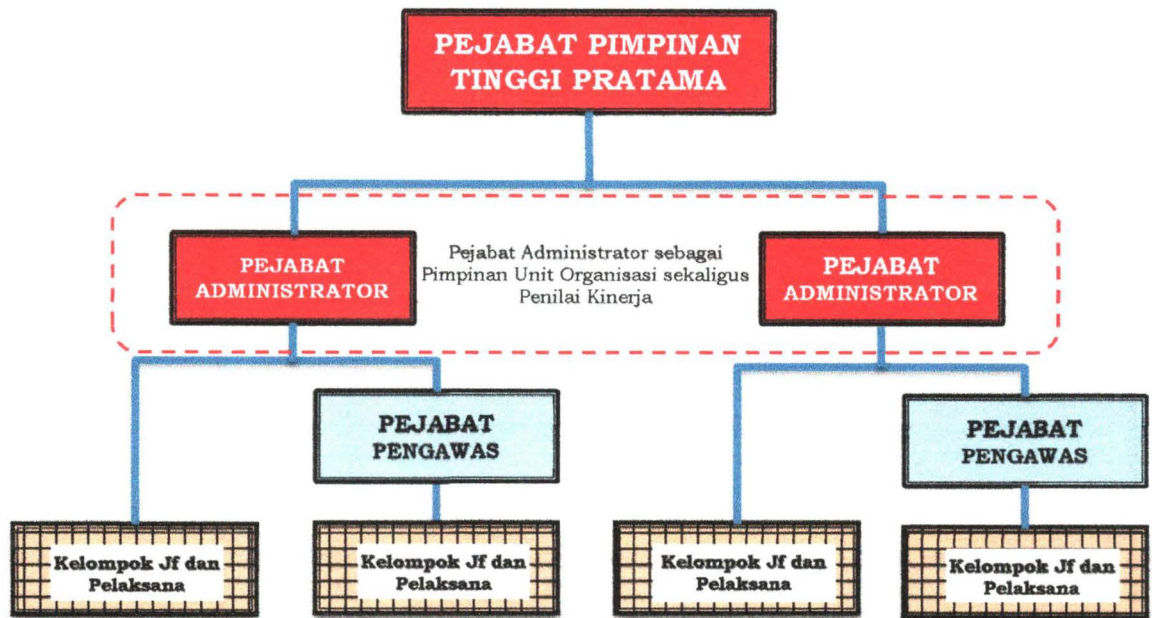 PEJABAT PIMPINAN
TINGGI PRATAMA
PEJABAT
ADMINISTRATOR
Pejabat Administrator sebagai
Pimpinan Unit Organisasi sekaligus
Penilai Kinerja
PEJABAT
ADMINISTRATOR
PEJABAT
PENGAWAS
PEJABAT
PENGAWAS
Kelompok Jf dan
Pelaksana
Kelompok Jf dan
Pelaksana
Kelompok Jf dan
Pelaksana
Kelompok Jf dan
Pelaksana